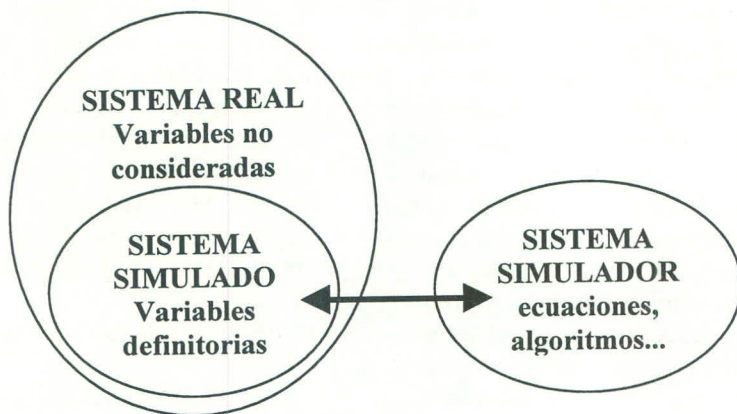 SISTEMA REAL
Variables no
consideradas
SISTEMA
SIMULADO
Variables
definitorias
SISTEMA
SIMULADOR
ecuaciones,
algoritmos...